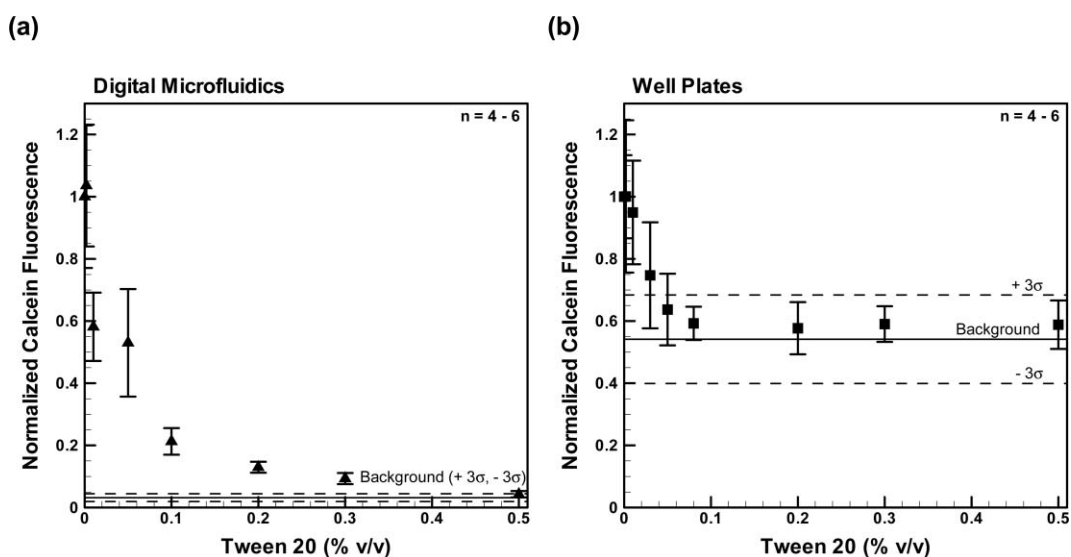 (a)
Digital Microfluidics
n = 4 - 6
Normalized Calcein Fluorescence
1.2
1
0.8
0.6
0.4
0.2
0
Background (+ 3σ, - 3σ)
0 0.1 0.2 0.3 0.4 0.5
Tween 20 (% v/v)
(b)
Well Plates
n = 4 - 6
Normalized Calcein Fluorescence
1.2
1
0.8
0.6
0.4
0.2
0
+ 3σ
Background
- 3σ
0 0.1 0.2 0.3 0.4 0.5
Tween 20 (% v/v)